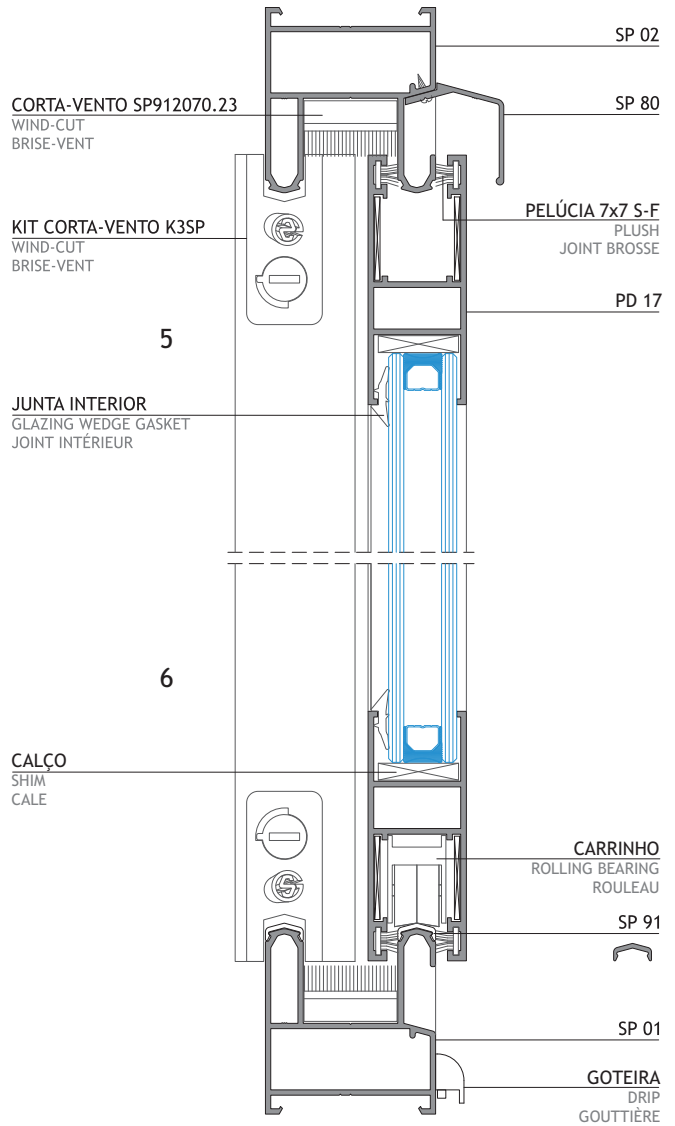 SP 02
CORTA-VENTO SP912070.23
WIND-CUT
BRISE-VENT
SP 80
KIT CORTA-VENTO K3SP
WIND-CUT
BRISE-VENT
PELÚCIA 7x7 S-F
PLUSH
JOINT BROSSE
PD 17
5
JUNTA INTERIOR
GLAZING WEDGE GASKET
JOINT INTÉRIEUR
6
CALÇO
SHIM
CALE
CARRINHO
ROLLING BEARING
ROULEAU
SP 91
SP 01
GOTEIRA
DRIP
GOUTTIÈRE